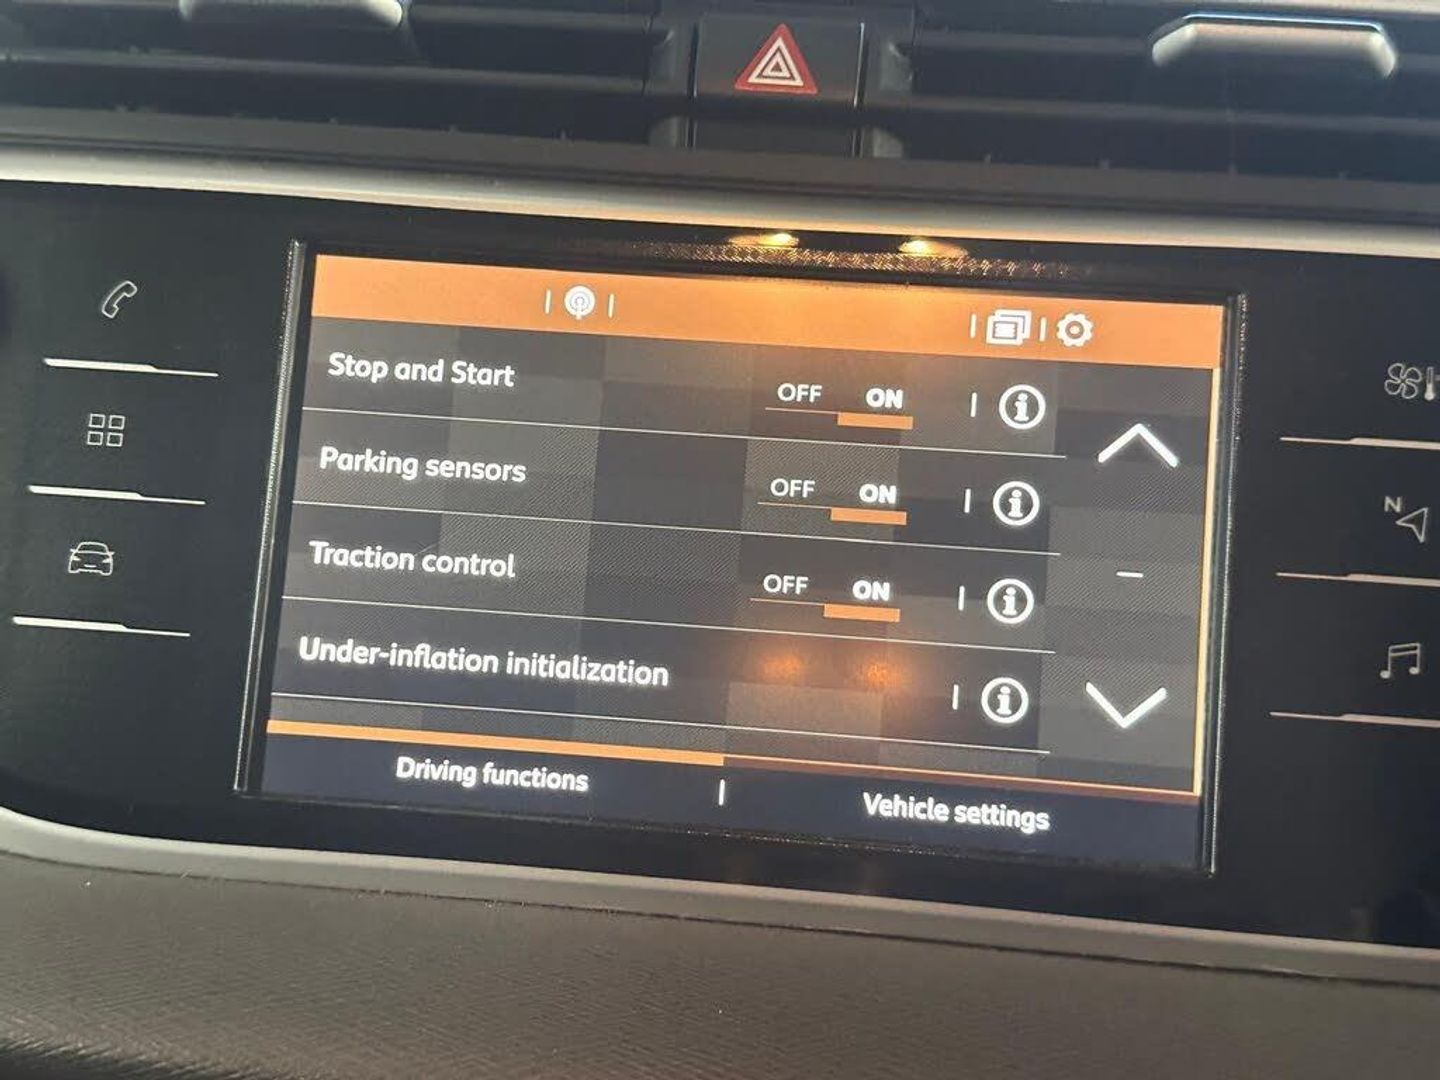 Stop and Start OFF ON
Parking sensors OFF ON
Traction control OFF ON
Under-inflation initialization
Driving functions Vehicle settings
N